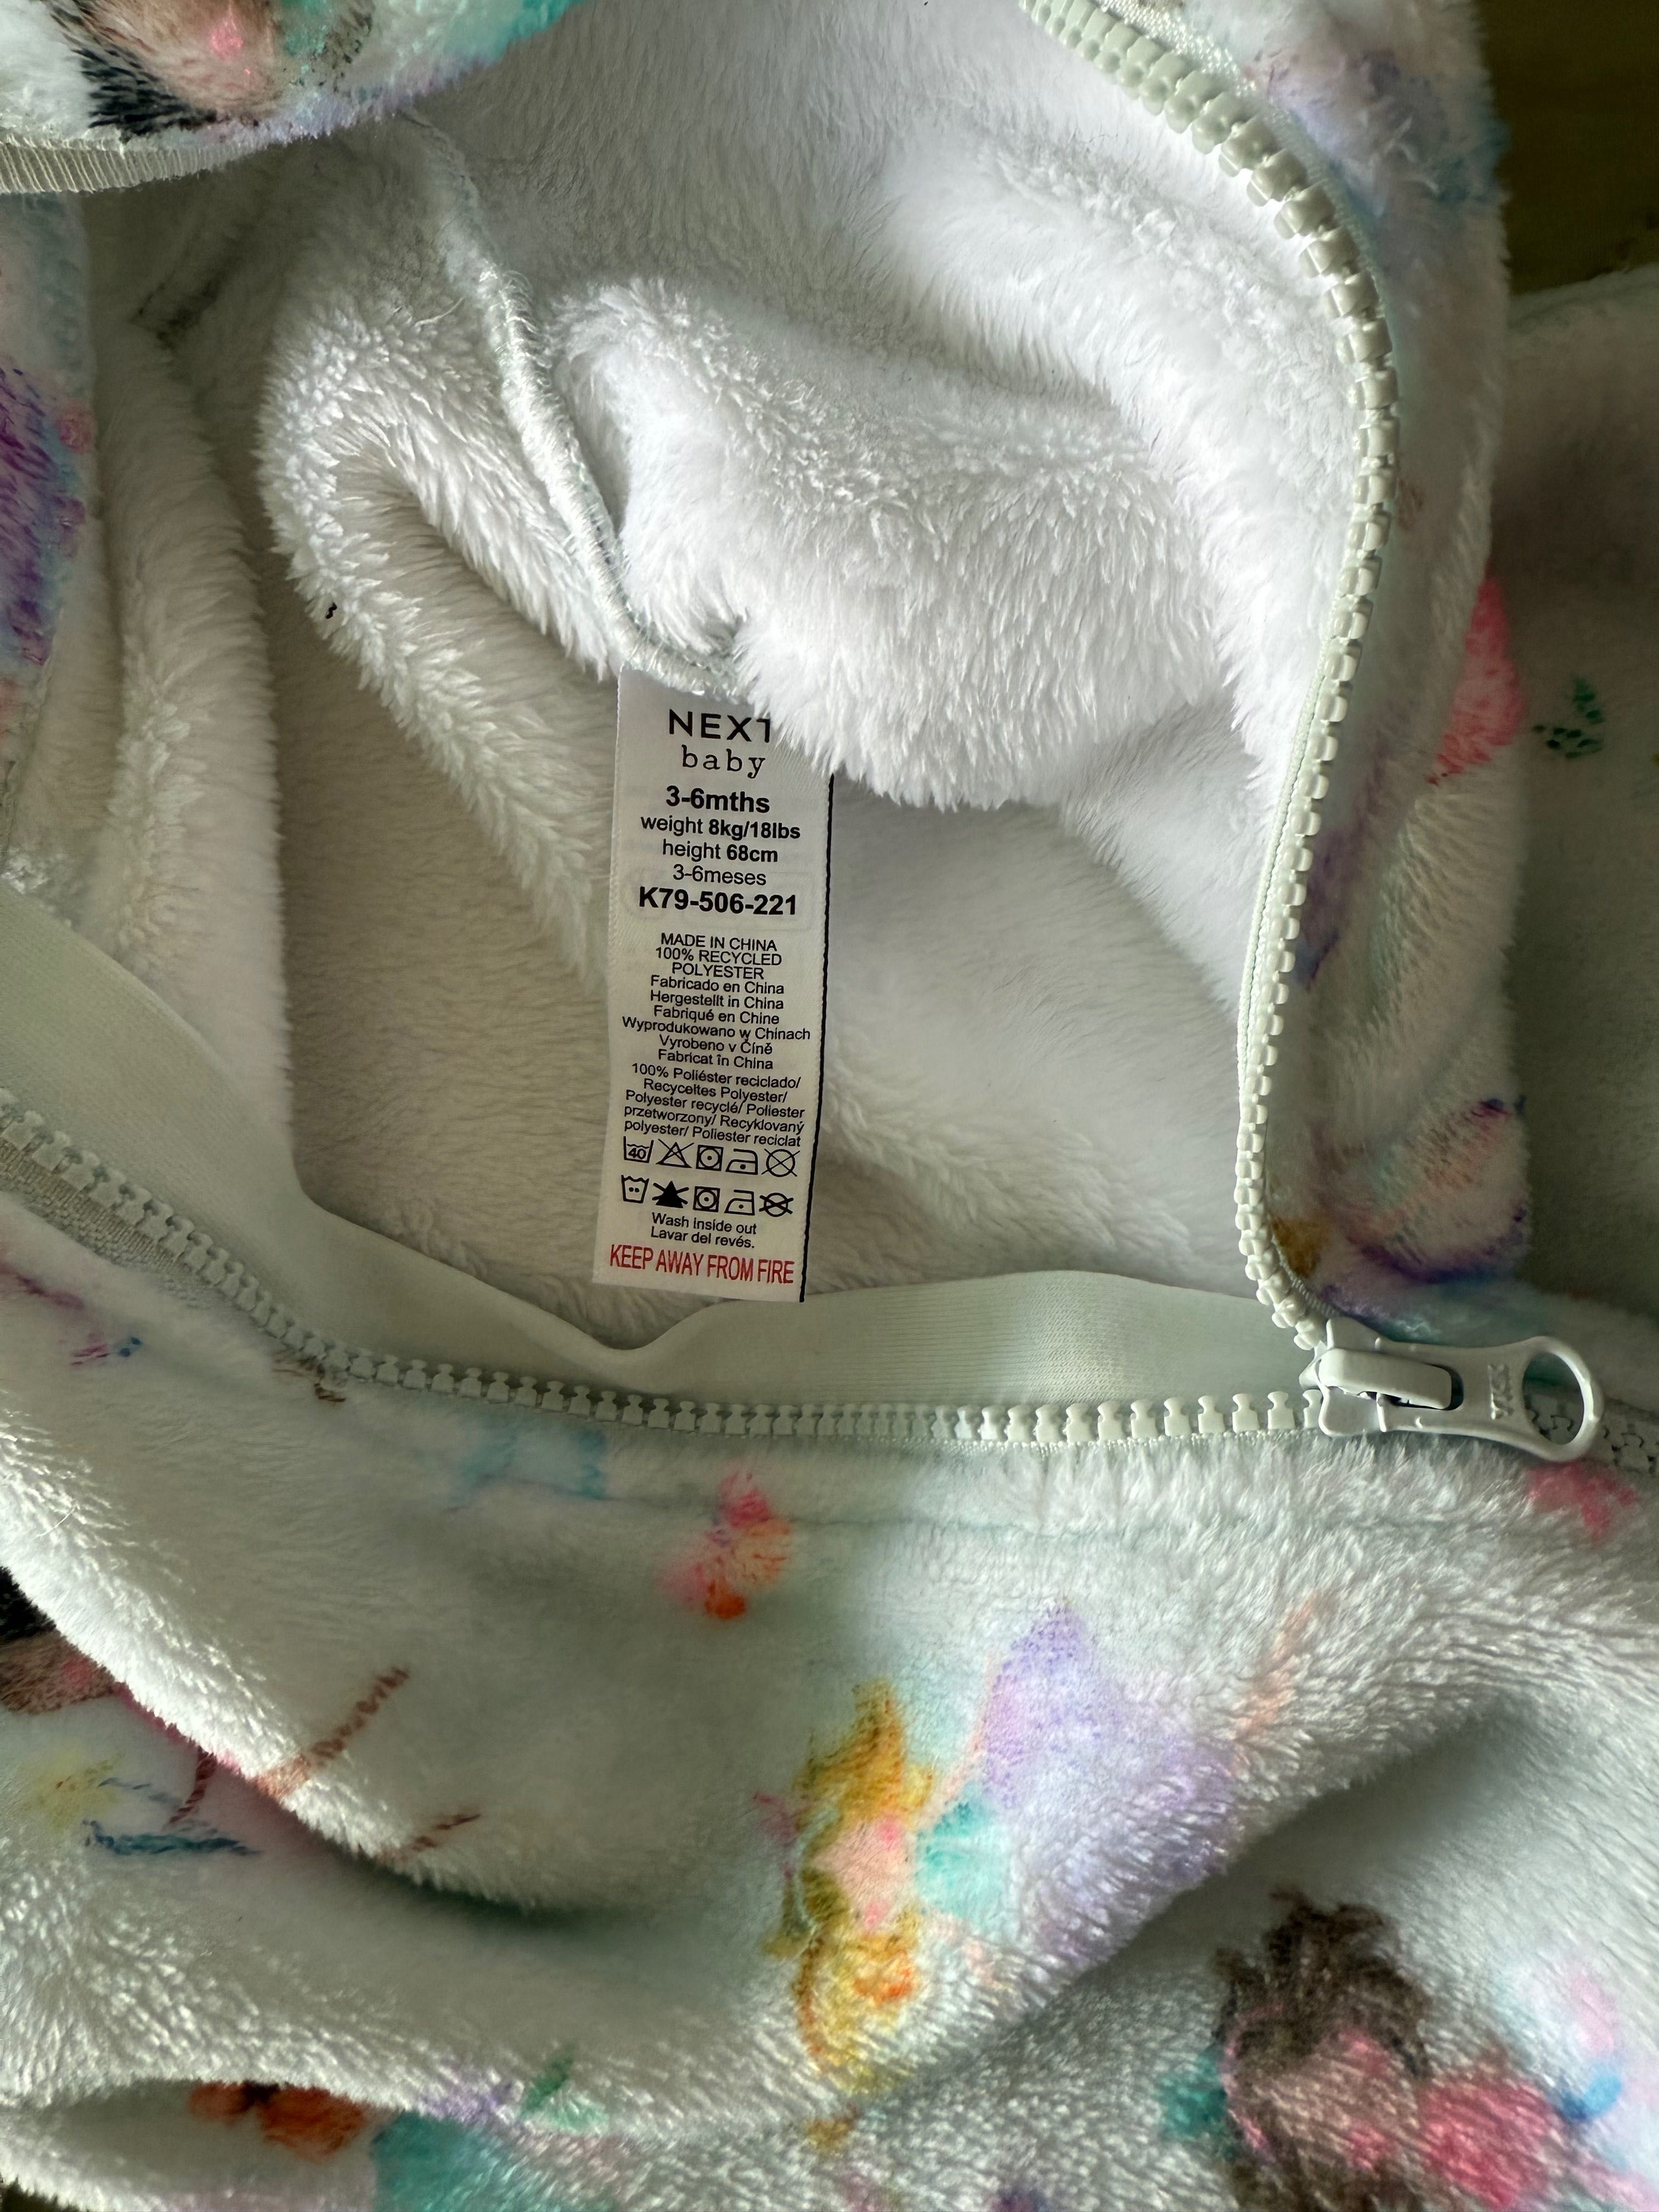 NEXT
baby
3-6mths
weight 8kg/18lbs
height 68cm
3-6meses
K79-506-221
MADE IN CHINA
100% RECYCLED
POLYESTER
Fabricado en China
Hergestellt in China
Fabriqué en Chine
Wyprodukowano w Chinach
Vyrobeno v Číně
Fabricat în China
100% Poliéster reciclado/
Recyceltes Polyester/
Polyester recyclé/ Poliester
przetworzony/ Recyklovaný
polyester/ Poliester reciclat
40
Wash inside out
Lavar del revés.
KEEP AWAY FROM FIRE
YKK